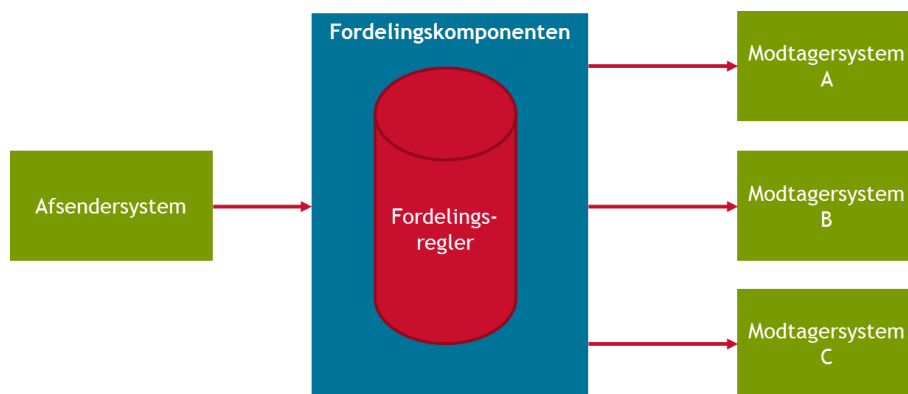 Fordelingskomponenten
Afsendersystem
Fordelings-
regler
Modtagersystem
A
Modtagersystem
B
Modtagersystem
C